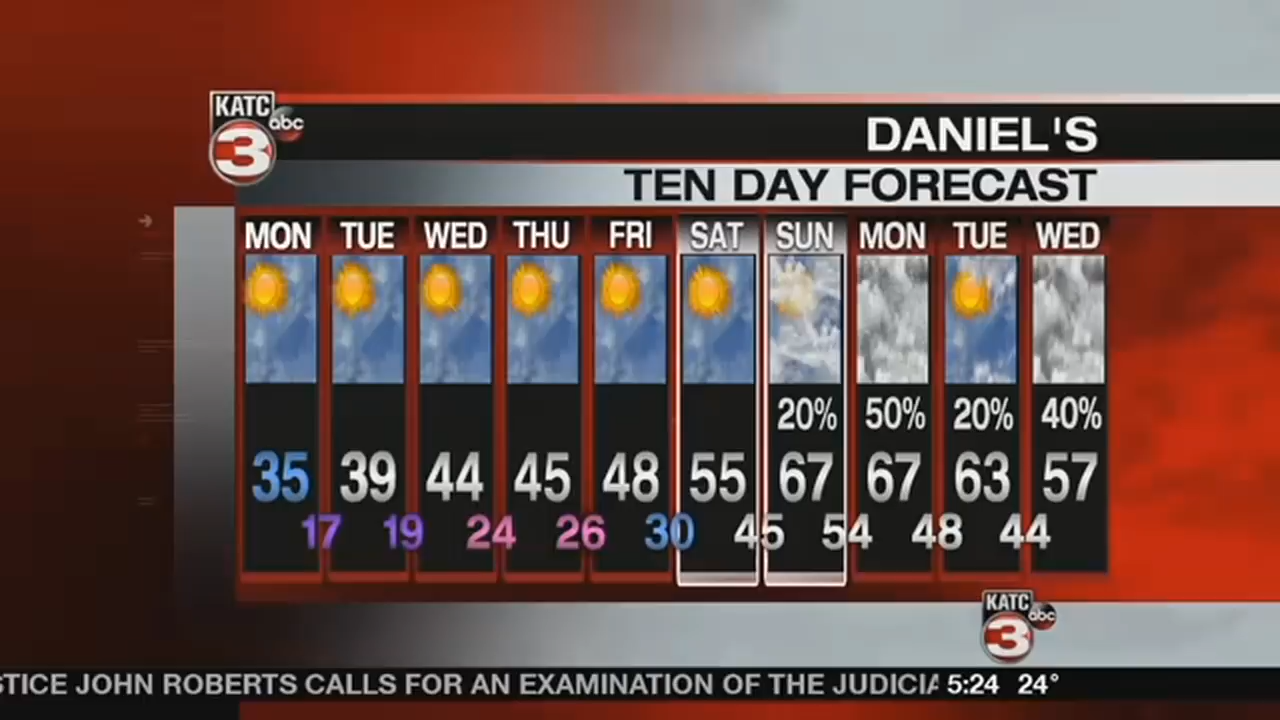 KATC
abc
3
DANIEL'S
TEN DAY FORECAST
MON TUE WED THU FRI SAT SUN MON TUE WED
20% 50% 20% 40%
35 39 44 45 48 55 67 67 63 57
17 19 24 26 30 45 54 48 44
KATC
abc
3
STICE JOHN ROBERTS CALLS FOR AN EXAMINATION OF THE JUDICIA 5:24 24°